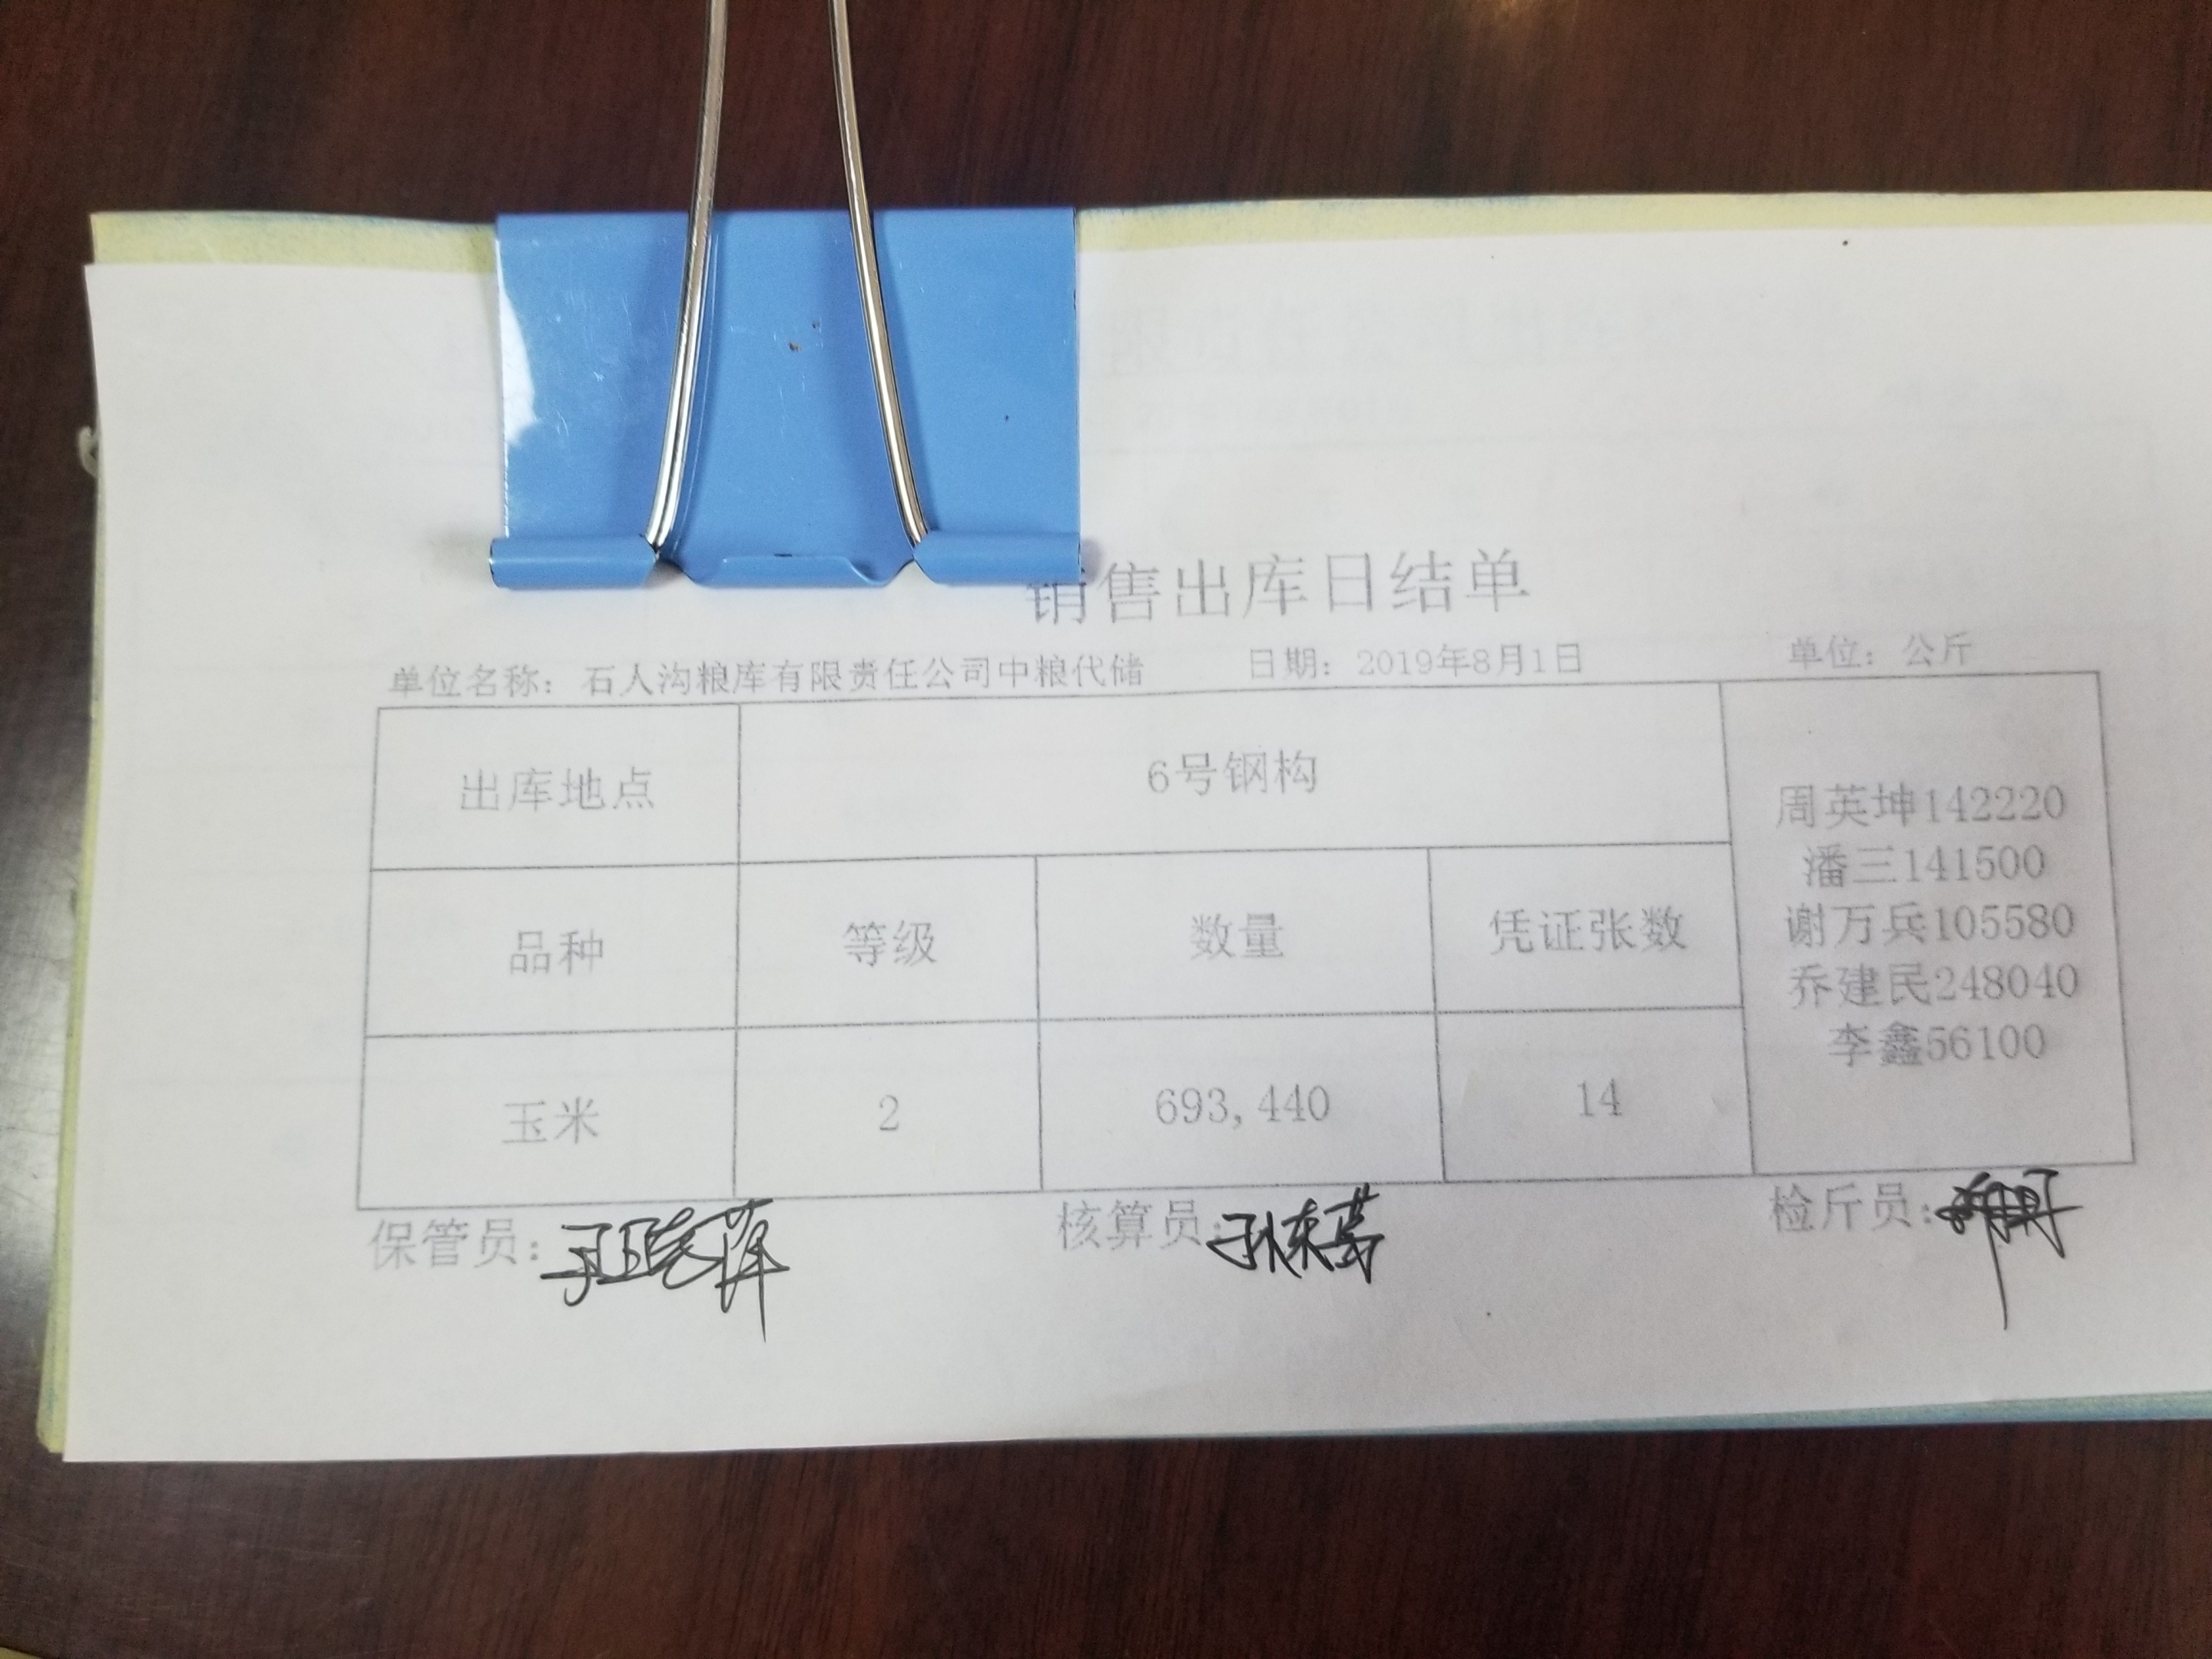 销售出库日结单
单位名称：石人沟粮库有限责任公司中粮代储 日期：2019年8月1日 单位：公斤
出库地点 6号钢构
品种 等级 数量 凭证张数
玉米 2 693,440 14
周英坤142220
潘三141500
谢万兵105580
乔建民248040
李鑫56100
保管员： 核算员： 检斤员：